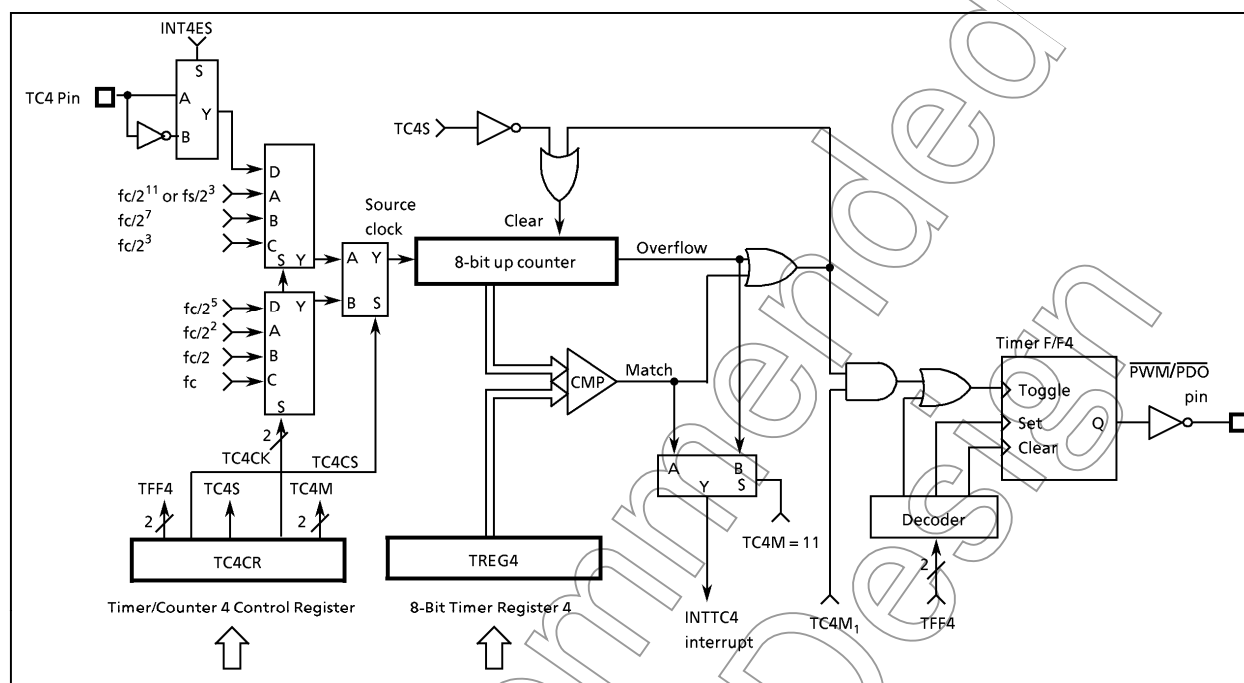 INT4ES
S
TC4 Pin
A
Y
B
TC4S
D
fc/2¹¹ or fs/2³
A
fc/2⁷
B
fc/2³
C
S Y
Source
clock
A Y
B S
Clear
8-bit up counter
Overflow
fc/2⁵
D Y
fc/2²
A
fc/2
B
fc
C
S
CMP
Match
Timer F/F4
Toggle
Set
Q
Clear
P̅W̅M̅/P̅D̅O̅
pin
2
TC4CK
TC4CS
A B
Y S
TC4M = 11
TFF4
TC4S
TC4M
2
2
TC4CR
TREG4
Decoder
2
Timer/Counter 4 Control Register
8-Bit Timer Register 4
INTTC4
interrupt
TC4M₁
TFF4
mmended
Design